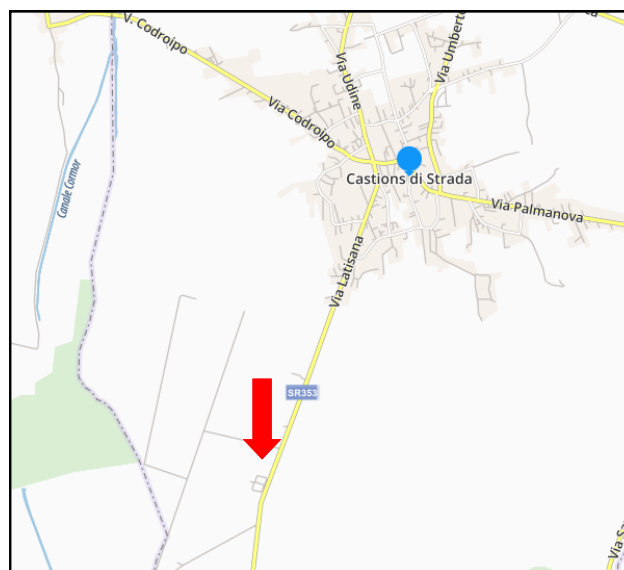 V. Codroipo
Via Udine
Via Umberto
Via Codroipo
Canale Cormor
Castions di Strada
Via Palmanova
Via Latisana
SR353